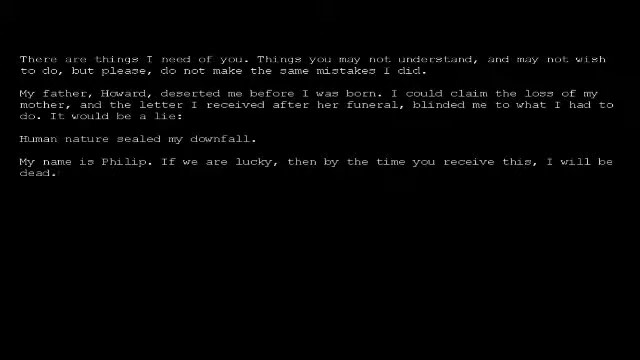 There are things I need of you. Things you may not understand, and may not wish
to do, but please, do not make the same mistakes I did.
My father, Howard, deserted me before I was born. I could claim the loss of my
mother, and the letter I received after her funeral, blinded me to what I had to
do. It would be a lie:
Human nature sealed my downfall.
My name is Philip. If we are lucky, then by the time you receive this, I will be
dead.